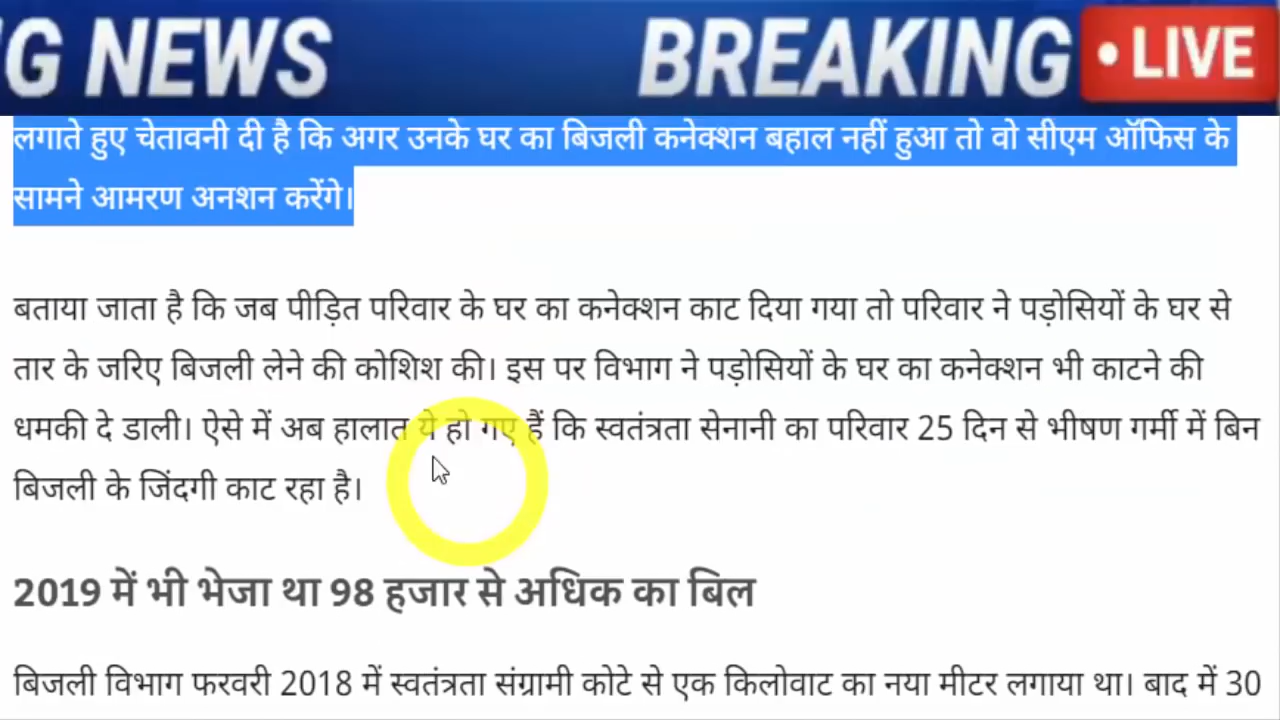 G NEWS BREAKING • LIVE
लगाते हुए चेतावनी दी है कि अगर उनके घर का बिजली कनेक्शन बहाल नहीं हुआ तो वो सीएम ऑफिस के
सामने आमरण अनशन करेंगे।
बताया जाता है कि जब पीड़ित परिवार के घर का कनेक्शन काट दिया गया तो परिवार ने पड़ोसियों के घर से
तार के जरिए बिजली लेने की कोशिश की। इस पर विभाग ने पड़ोसियों के घर का कनेक्शन भी काटने की
धमकी दे डाली। ऐसे में अब हालात ये हो गए हैं कि स्वतंत्रता सेनानी का परिवार 25 दिन से भीषण गर्मी में बिन
बिजली के जिंदगी काट रहा है।
2019 में भी भेजा था 98 हजार से अधिक का बिल
बिजली विभाग फरवरी 2018 में स्वतंत्रता संग्रामी कोटे से एक किलोवाट का नया मीटर लगाया था। बाद में 30